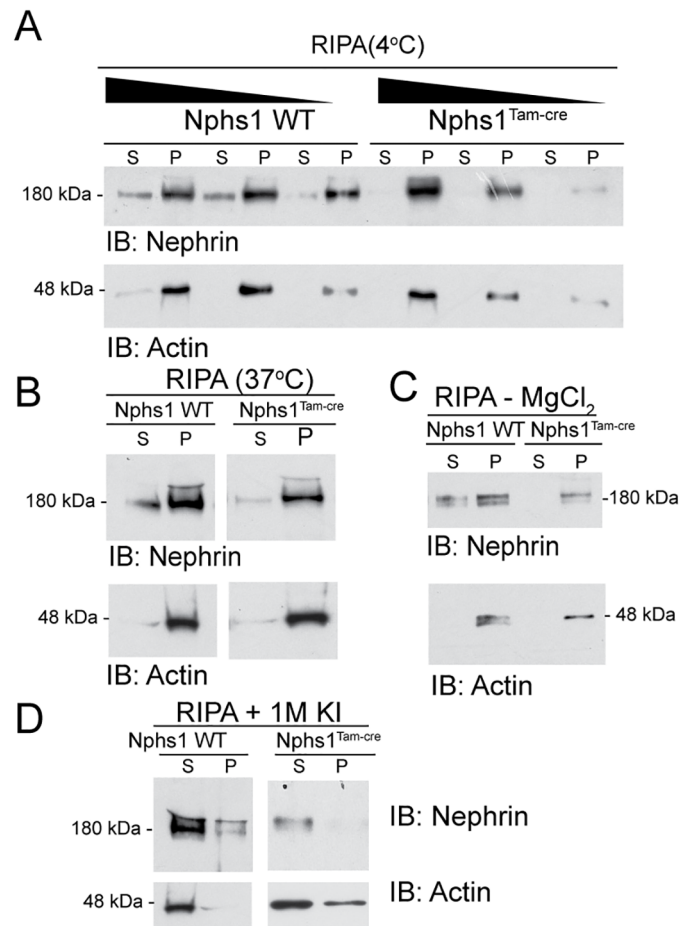 A
RIPA(4°C)
Nphs1 WT Nphs1Tam-cre
S P S P S P S P S P S P
180 kDa -
IB: Nephrin
48 kDa -
IB: Actin
B
RIPA (37°C)
Nphs1 WT Nphs1Tam-cre
S P S P
180 kDa -
IB: Nephrin
48 kDa -
IB: Actin
C
RIPA - MgCl2
Nphs1 WT Nphs1Tam-cre
S P S P
-180 kDa
IB: Nephrin
- 48 kDa
IB: Actin
D
RIPA + 1M KI
Nphs1 WT Nphs1Tam-cre
S P S P
180 kDa -
IB: Nephrin
48 kDa -
IB: Actin